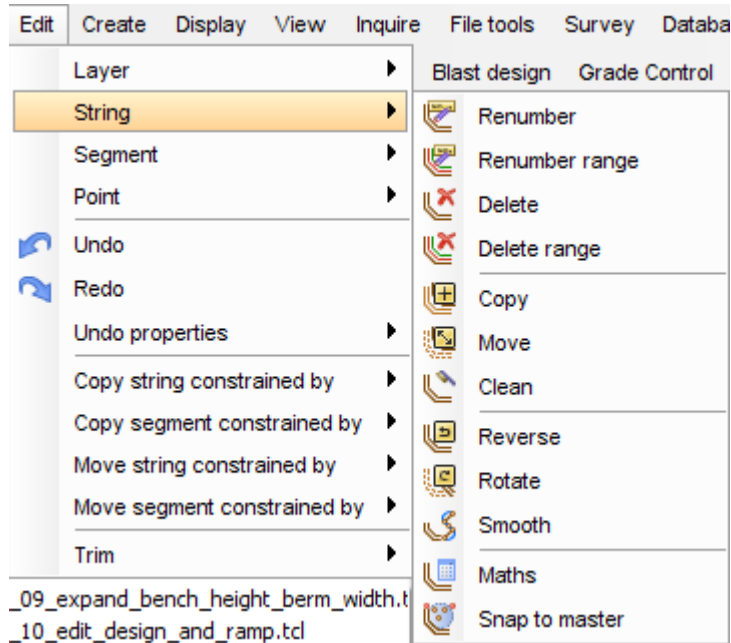 Edit Create Display View Inquire File tools Survey Databa
Blast design Grade Control
Layer
String
Segment
Point
Undo
Redo
Undo properties
Copy string constrained by
Copy segment constrained by
Move string constrained by
Move segment constrained by
Trim
Renumber
Renumber range
Delete
Delete range
Copy
Move
Clean
Reverse
Rotate
Smooth
Maths
Snap to master
_09_expand_bench_height_berm_width.t
_10_edit_design_and_ramp.tcl